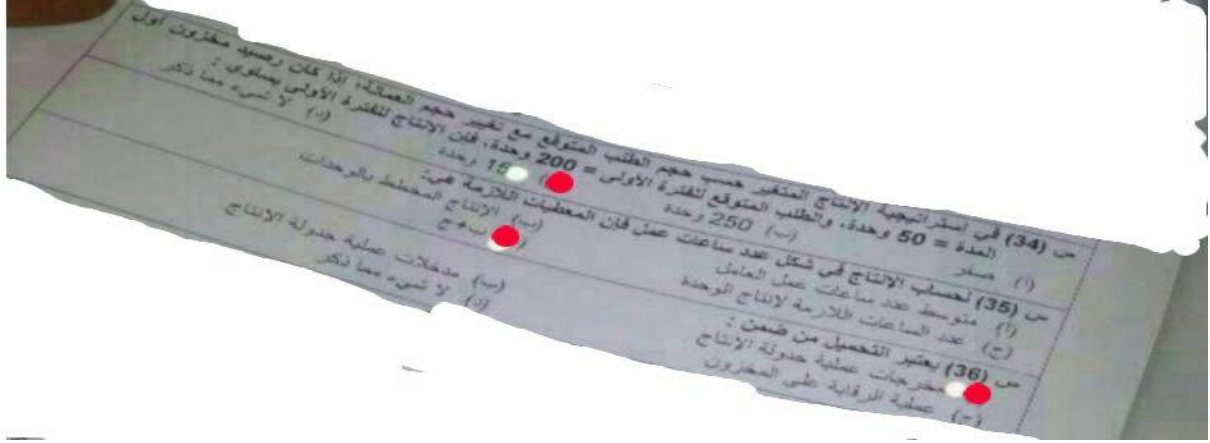 س (34) في استراتيجية الإنتاج المتغير حسب حجم الطلب المتوقع مع تغيير حجم العمالة، إذا كان رصيد مخزون أول
المدة = 50 وحدة، والطلب المتوقع للفترة الأولى = 200 وحدة، فإن الإنتاج للفترة الأولى يساوي :
(أ) صفر (ب) 250 وحدة 15 وحدة (د) لا شيء مما ذكر
س (35) لحساب الإنتاج في شكل عدد ساعات عمل فإن المعطيات اللازمة هي:
(أ) متوسط عدد ساعات عمل العامل (ب) الإنتاج المخطط بالوحدات
(ج) عدد الساعات اللازمة لإنتاج الوحدة ب+ج
س (36) يعتبر التحميل من ضمن :
مخرجات عملية جدولة الإنتاج (ب) مدخلات عملية جدولة الإنتاج
(ج) عملية الرقابة على المخزون (د) لا شيء مما ذكر